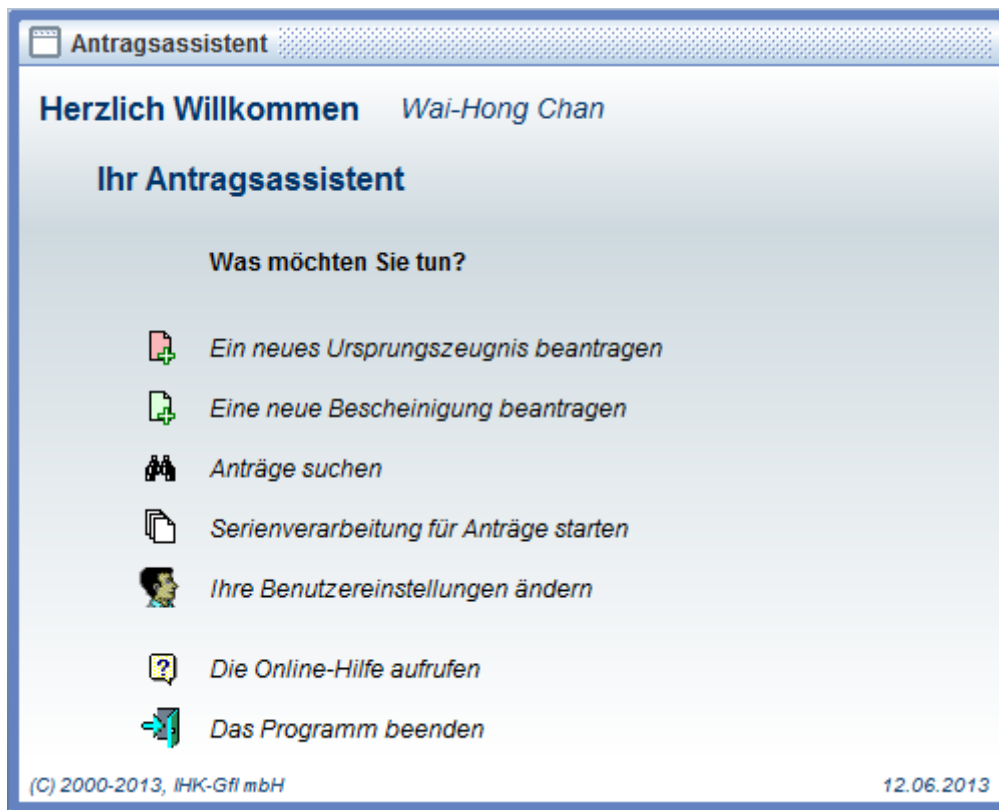 Antragsassistent
Herzlich Willkommen Wai-Hong Chan
Ihr Antragsassistent
Was möchten Sie tun?
Ein neues Ursprungszeugnis beantragen
Eine neue Bescheinigung beantragen
Anträge suchen
Serienverarbeitung für Anträge starten
Ihre Benutzereinstellungen ändern
Die Online-Hilfe aufrufen
Das Programm beenden
(C) 2000-2013, IHK-GfI mbH 12.06.2013